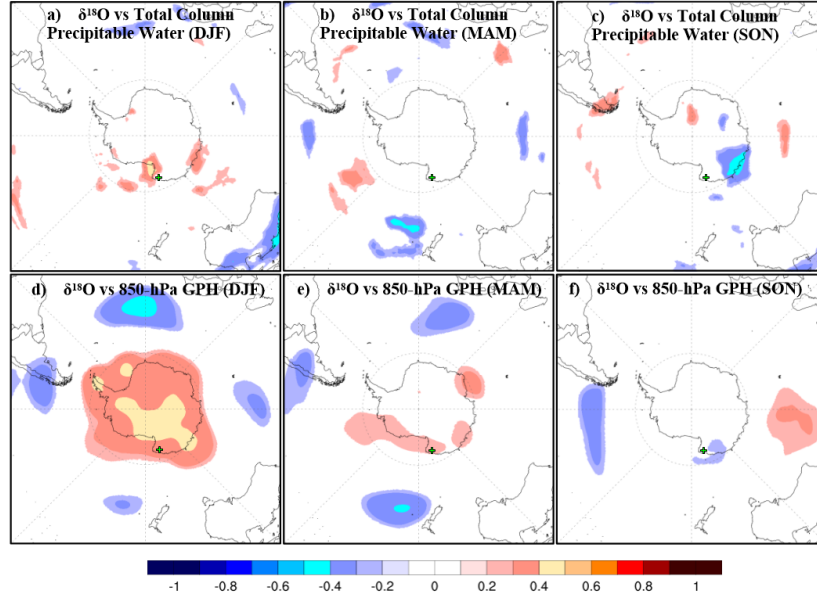 a) δ¹⁸O vs Total Column
Precipitable Water (DJF)
b) δ¹⁸O vs Total Column
Precipitable Water (MAM)
c) δ¹⁸O vs Total Column
Precipitable Water (SON)
d) δ¹⁸O vs 850-hPa GPH (DJF)
e) δ¹⁸O vs 850-hPa GPH (MAM)
f) δ¹⁸O vs 850-hPa GPH (SON)
-1 -0.8 -0.6 -0.4 -0.2 0 0.2 0.4 0.6 0.8 1